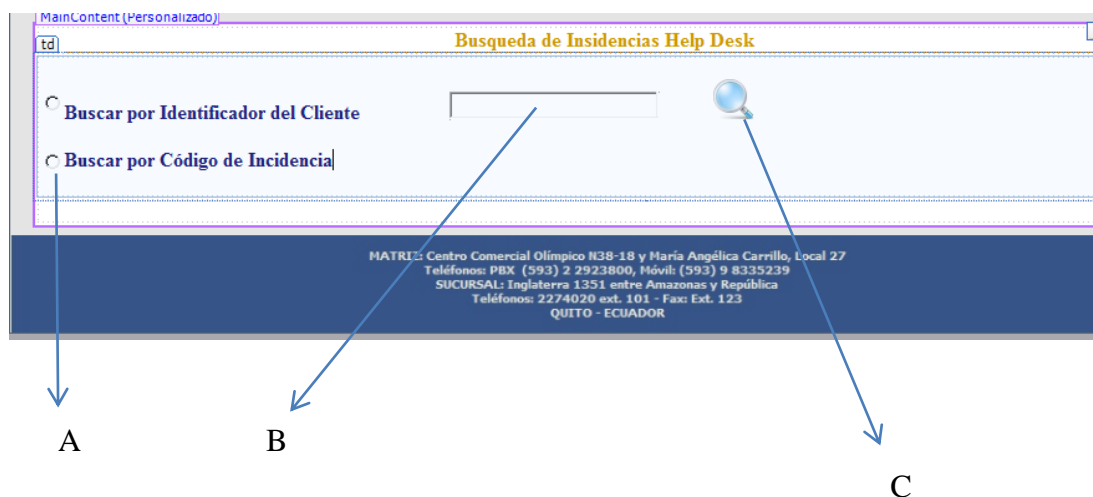 MainContent (Personalizado)
td
Busqueda de Insidencias Help Desk
Buscar por Identificador del Cliente
Buscar por Código de Incidencia
MATRIZ: Centro Comercial Olímpico N38-18 y María Angélica Carrillo, Local 27
Teléfonos: PBX (593) 2 2923800, Móvil: (593) 9 8335239
SUCURSAL: Inglaterra 1351 entre Amazonas y República
Teléfonos: 2274020 ext. 101 - Fax: Ext. 123
QUITO - ECUADOR
A
B
C